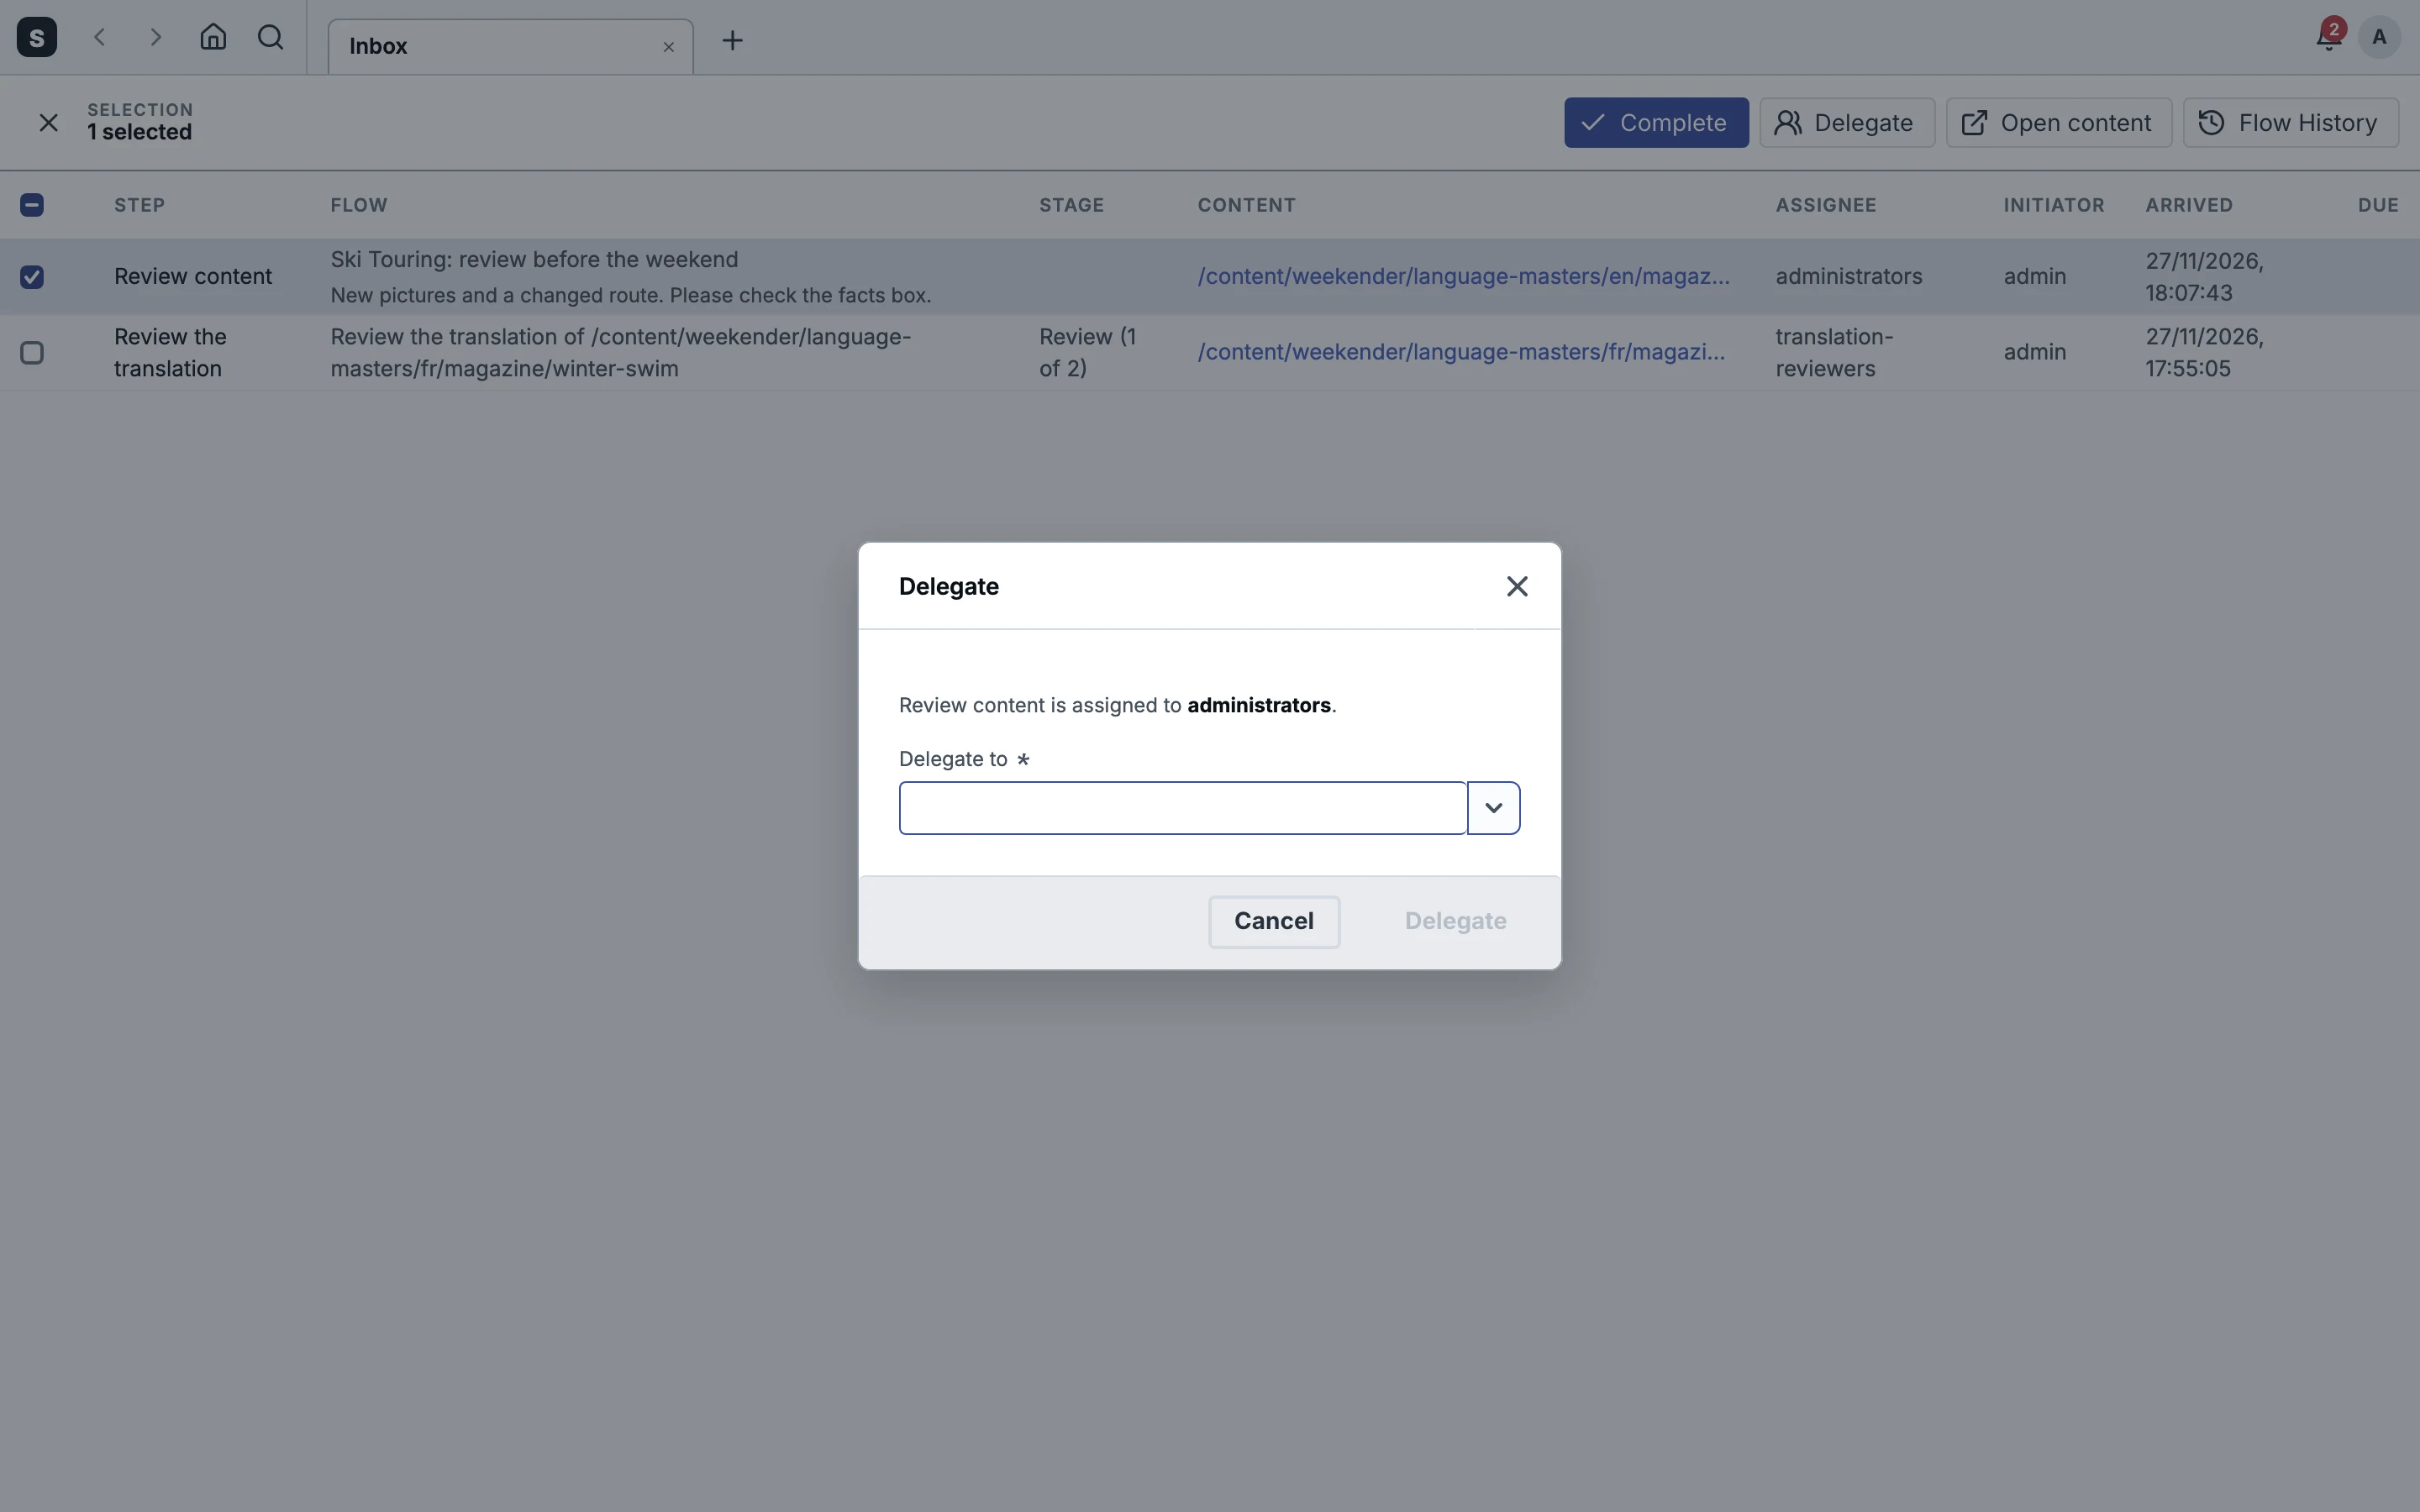 S
Inbox
2
A
SELECTION
1 selected
Complete
Delegate
Open content
Flow History
STEP FLOW STAGE CONTENT ASSIGNEE INITIATOR ARRIVED DUE
Review content
Ski Touring: review before the weekend
New pictures and a changed route. Please check the facts box.
/content/weekender/language-masters/en/magaz...
administrators
admin
27/11/2026,
18:07:43
Review the
translation
Review the translation of /content/weekender/language-
masters/fr/magazine/winter-swim
Review (1
of 2)
/content/weekender/language-masters/fr/magazi...
translation-
reviewers
admin
27/11/2026,
17:55:05
Delegate
Review content is assigned to administrators.
Delegate to *
Cancel
Delegate